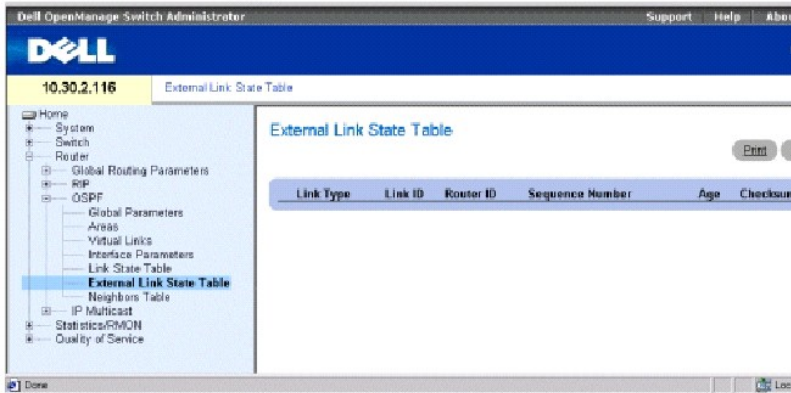 Dell OpenManage Switch Administrator
Support Help
DELL
10.30.2.116 External Link State Table
Home
System
Switch
Router
Global Routing Parameters
RIP
OSPF
Global Parameters
Areas
Virtual Links
Interface Parameters
Link State Table
External Link State Table
Neighbors Table
IP Multicast
Statistics/RMON
Quality of Service
External Link State Table
Print
Link Type Link ID Router ID Sequence Number Age
Done